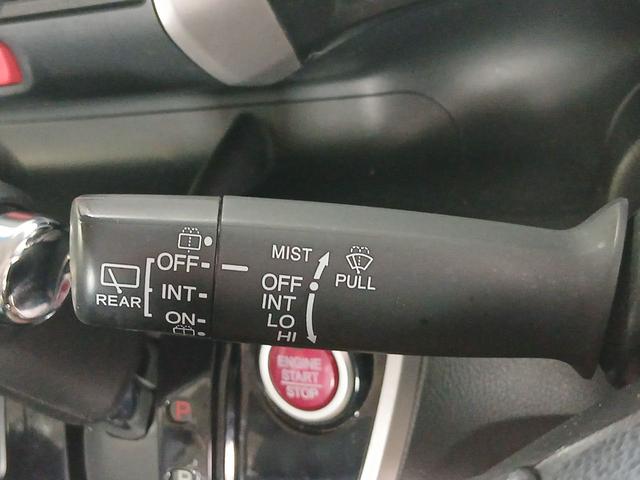 MIST
OFF
INT
LO
HI
PULL
OFF
INT
ON
REAR
ENGINE
START
STOP
P
R